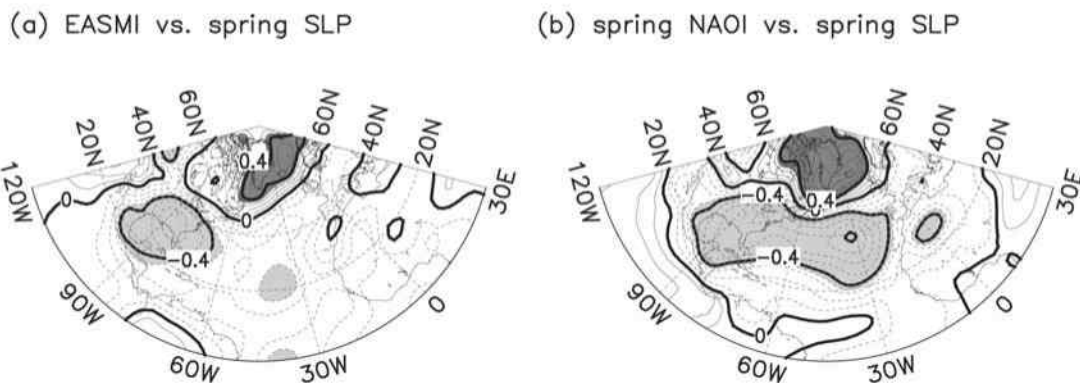 (a) EASMI vs. spring SLP
(b) spring NAOI vs. spring SLP
20N 40N 60N 60N 40N 20N
120W 0 0.4 0 -0.4 30E
90W 60W 30W 0
20N 40N 60N 60N 40N 20N
120W -0.4 0.4 -0.4 0 30E
90W 60W 30W 0